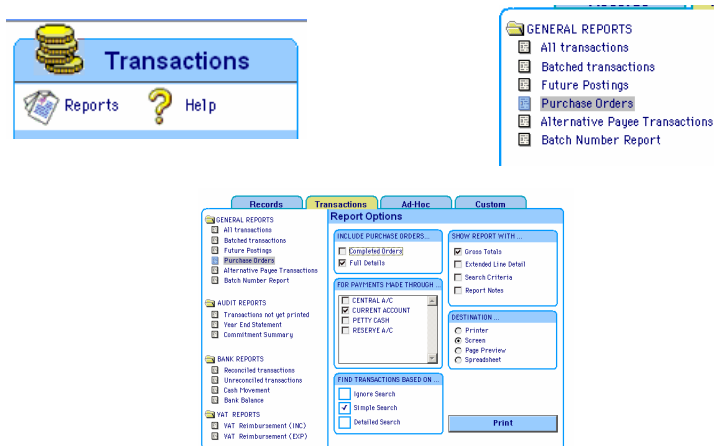 Transactions
Reports
Help
GENERAL REPORTS
All transactions
Batched transactions
Future Postings
Purchase Orders
Alternative Payee Transactions
Batch Number Report
Records
Transactions
Ad-Hoc
Custom
GENERAL REPORTS
All transactions
Batched transactions
Future Postings
Purchase Orders
Alternative Payee Transactions
Batch Number Report
AUDIT REPORTS
Transactions not yet printed
Year End Statement
Commitment Summary
BANK REPORTS
Reconciled transactions
Unreconciled transactions
Cash Movement
Bank Balance
VAT REPORTS
VAT Reimbursement (INC)
VAT Reimbursement (EXP)
Report Options
INCLUDE PURCHASE ORDERS...
Completed Orders
Full Details
FOR PAYMENTS MADE THROUGH ...
CENTRAL A/C
CURRENT ACCOUNT
PETTY CASH
RESERVE A/C
FIND TRANSACTIONS BASED ON ...
Ignore Search
Simple Search
Detailed Search
SHOW REPORT WITH ...
Gross Totals
Extended Line Detail
Search Criteria
Report Notes
DESTINATION ...
Printer
Screen
Page Preview
Spreadsheet
Print